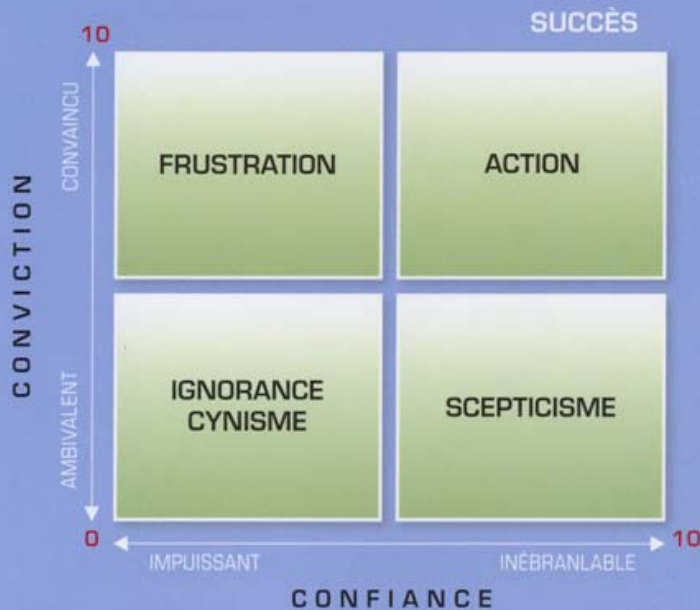 SUCCÈS
10
CONVAINCU
FRUSTRATION
ACTION
CONVICTION
AMBIVALENT
IGNORANCE
CYNISME
SCEPTICISME
0
10
IMPUISSANT
INÉBRANLABLE
CONFIANCE